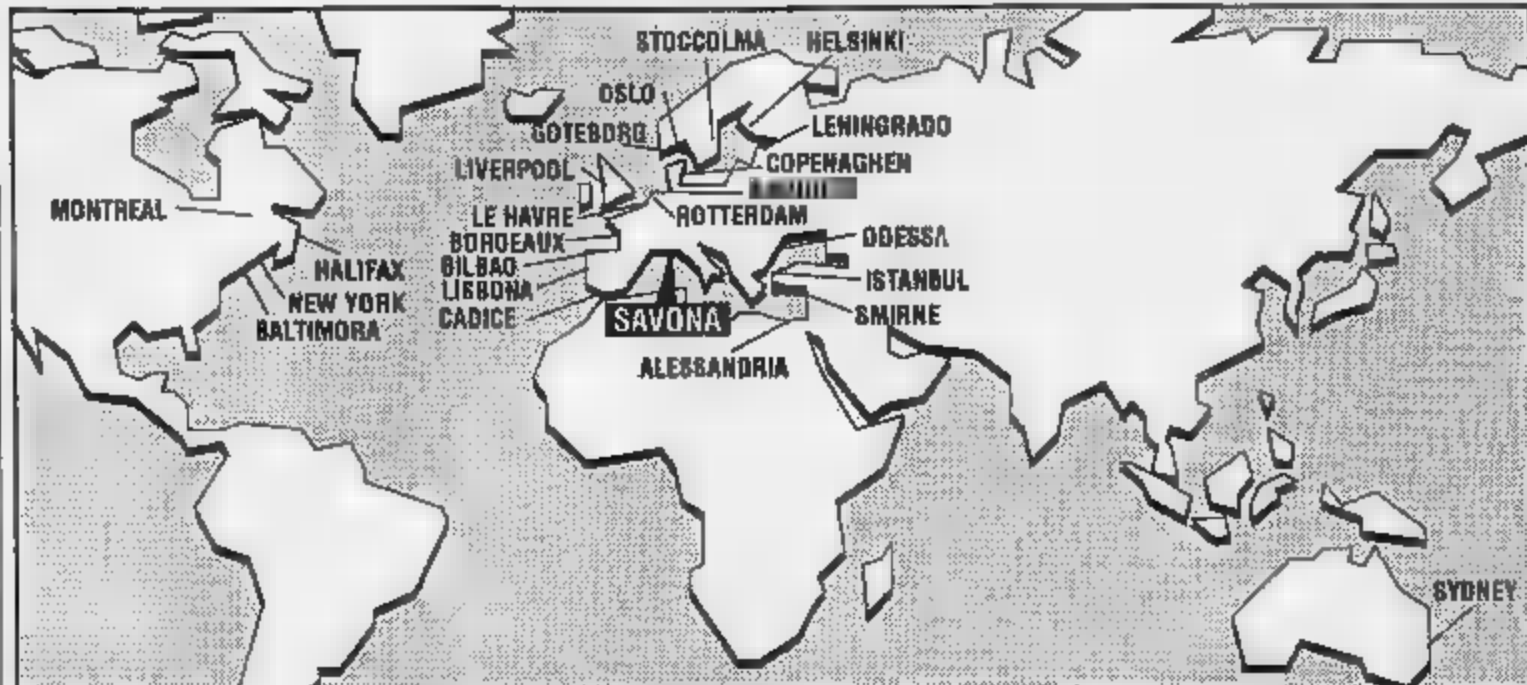 STOCCOLMA HELSINKI
OSLO
GOTEBORG LENINGRADO
LIVERPOOL COPENAGHEN
MONTREAL LE HAVRE ROTTERDAM
BORDEAUX ODESSA
HALIFAX BILBAO ISTANBUL
NEW YORK LISBONA
BALTIMORA CADICE SAVONA SMIRNE
ALESSANDRIA
SYDNEY